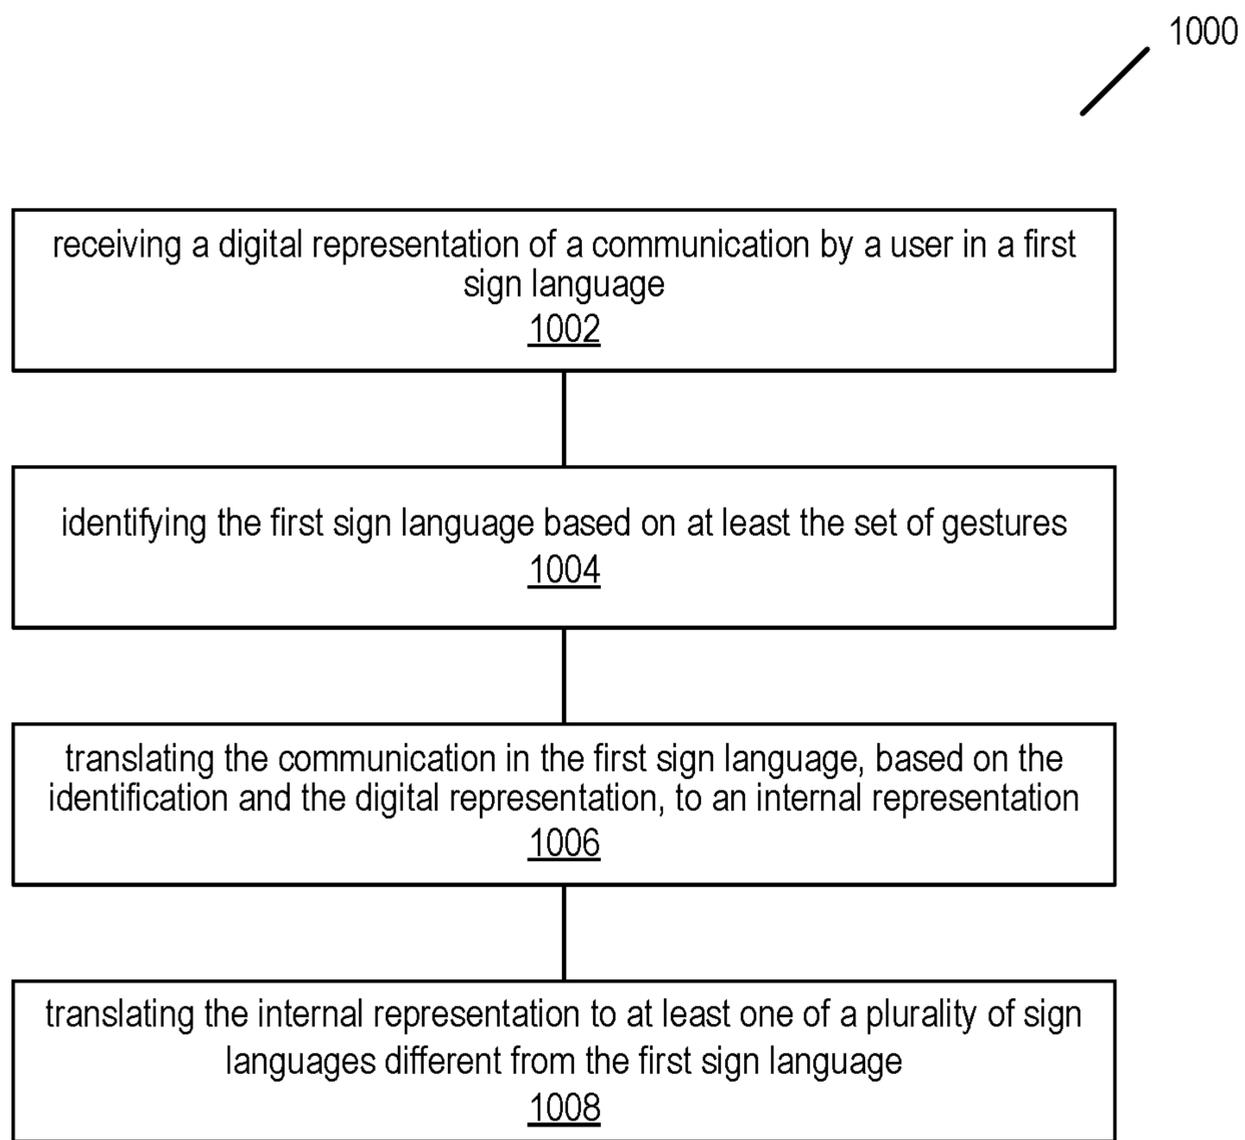 1000
receiving a digital representation of a communication by a user in a first
sign language
1002
identifying the first sign language based on at least the set of gestures
1004
translating the communication in the first sign language, based on the
identification and the digital representation, to an internal representation
1006
translating the internal representation to at least one of a plurality of sign
languages different from the first sign language
1008